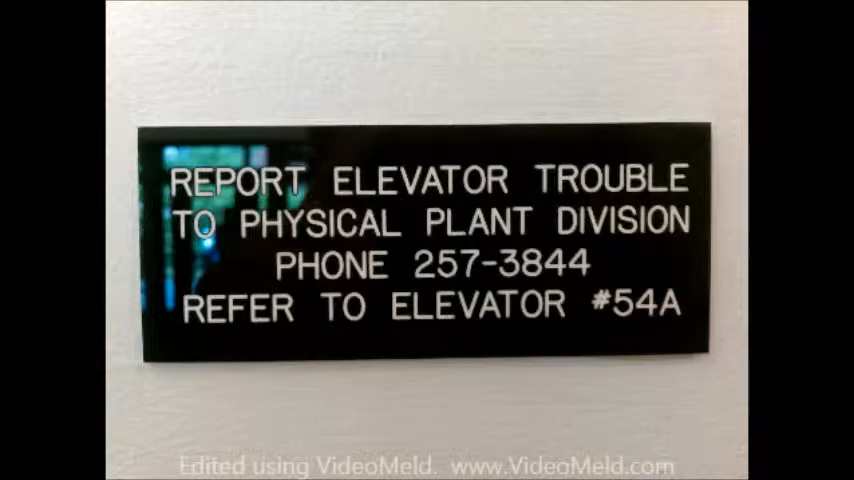 REPORT ELEVATOR TROUBLE
TO PHYSICAL PLANT DIVISION
PHONE 257-3844
REFER TO ELEVATOR #54A
Edited using VideoMeld. www.VideoMeld.com